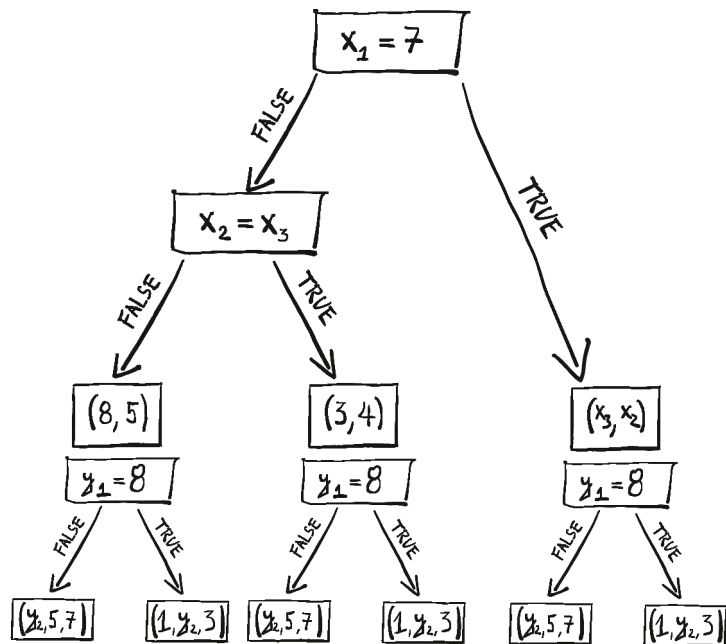 x₁ = 7
FALSE
TRUE
x₂ = x₃
FALSE
TRUE
(8, 5)
(3, 4)
(x₃, x₂)
y₁ = 8
y₁ = 8
y₁ = 8
FALSE
TRUE
FALSE
TRUE
FALSE
TRUE
(y₂, 5, 7)
(1, y₂, 3)
(y₂, 5, 7)
(1, y₂, 3)
(y₂, 5, 7)
(1, y₂, 3)